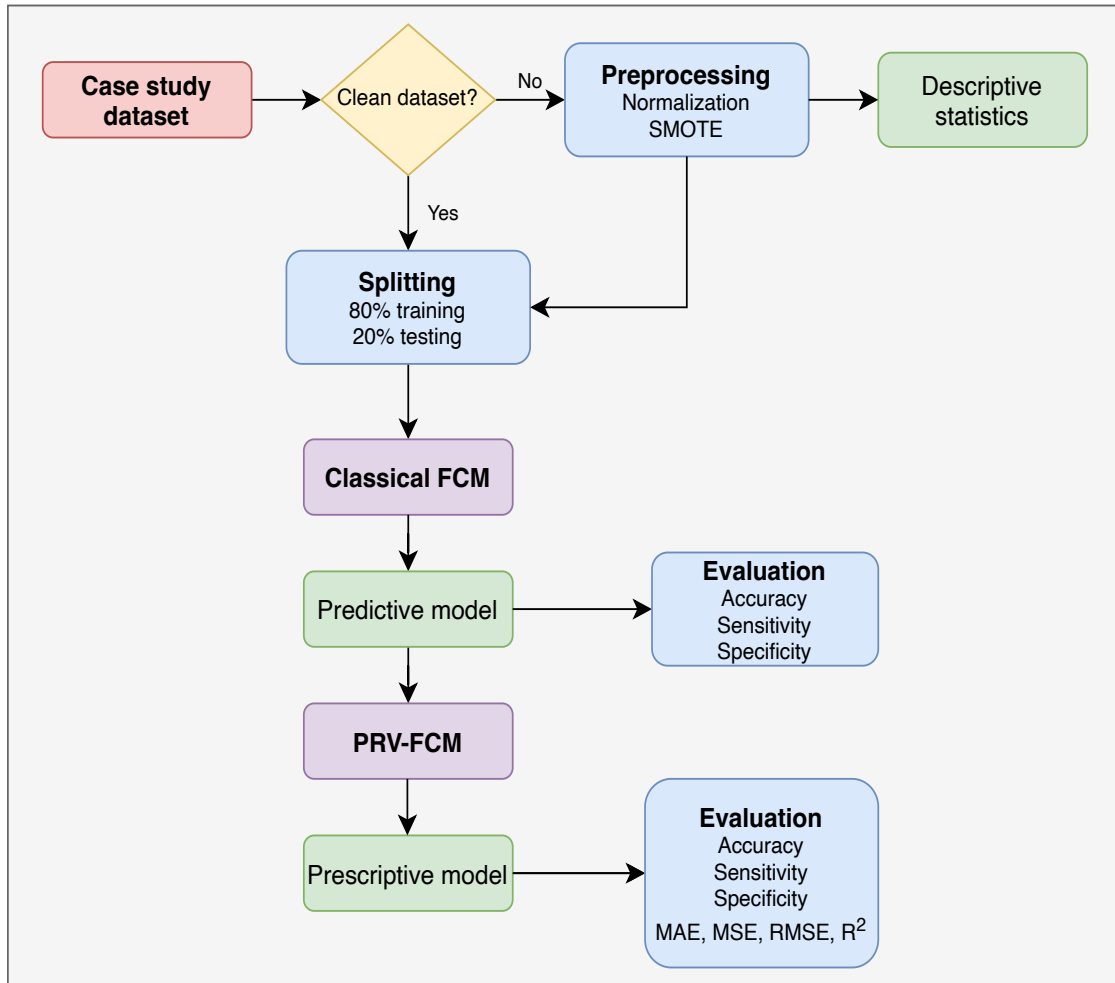 Case study
dataset
Clean dataset?
No
Preprocessing
Normalization
SMOTE
Descriptive
statistics
Yes
Splitting
80% training
20% testing
Classical FCM
Predictive model
Evaluation
Accuracy
Sensitivity
Specificity
PRV-FCM
Prescriptive model
Evaluation
Accuracy
Sensitivity
Specificity
MAE, MSE, RMSE, R²